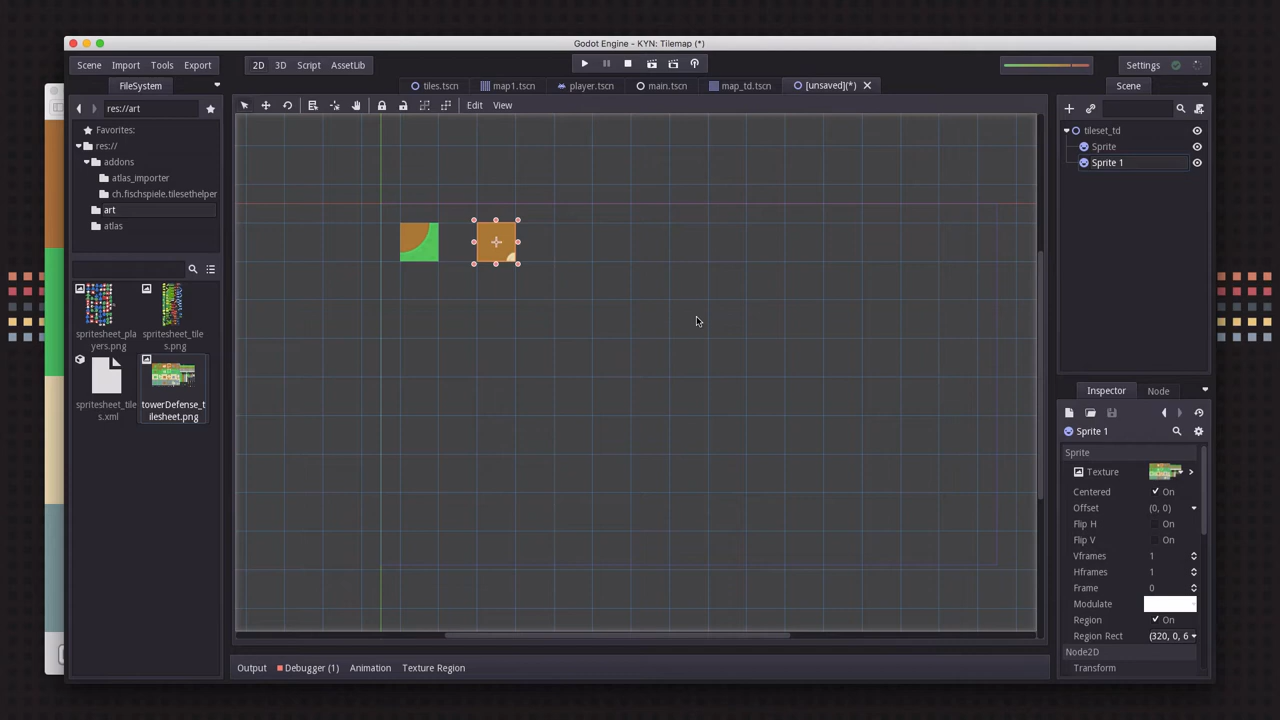 Godot Engine - KYN: Tilemap (*)
Scene Import Tools Export
2D 3D Script AssetLib
Settings
FileSystem
tiles.tscn map1.tscn player.tscn main.tscn map_td.tscn [unsaved](*)
Scene
res://art
Edit View
Favorites:
res://
addons
atlas_importer
ch.fischspiele.tilesethelper
art
atlas
tileset_td
Sprite
Sprite 1
spritesheet_pla
yers.png
spritesheet_tile
s.png
spritesheet_tile
s.xml
towerDefense_t
ilesheet.png
Inspector Node
Sprite 1
Sprite
Texture
Centered On
Offset (0, 0)
Flip H On
Flip V On
Vframes 1
Hframes 1
Frame 0
Modulate
Region On
Region Rect (320, 0, 6
Node2D
Transform
Output Debugger (1) Animation Texture Region